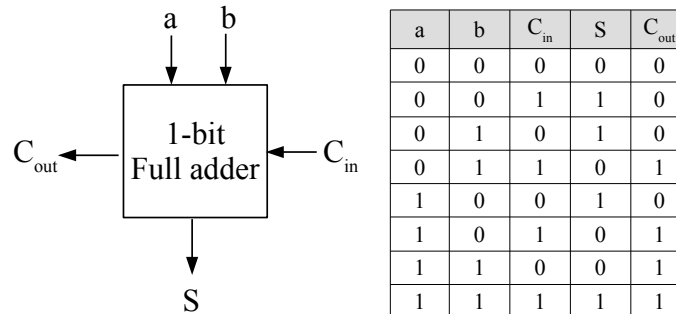 a b
1-bit
Full adder
C_out
C_in
S
a b C_in S C_out
0 0 0 0 0
0 0 1 1 0
0 1 0 1 0
0 1 1 0 1
1 0 0 1 0
1 0 1 0 1
1 1 0 0 1
1 1 1 1 1